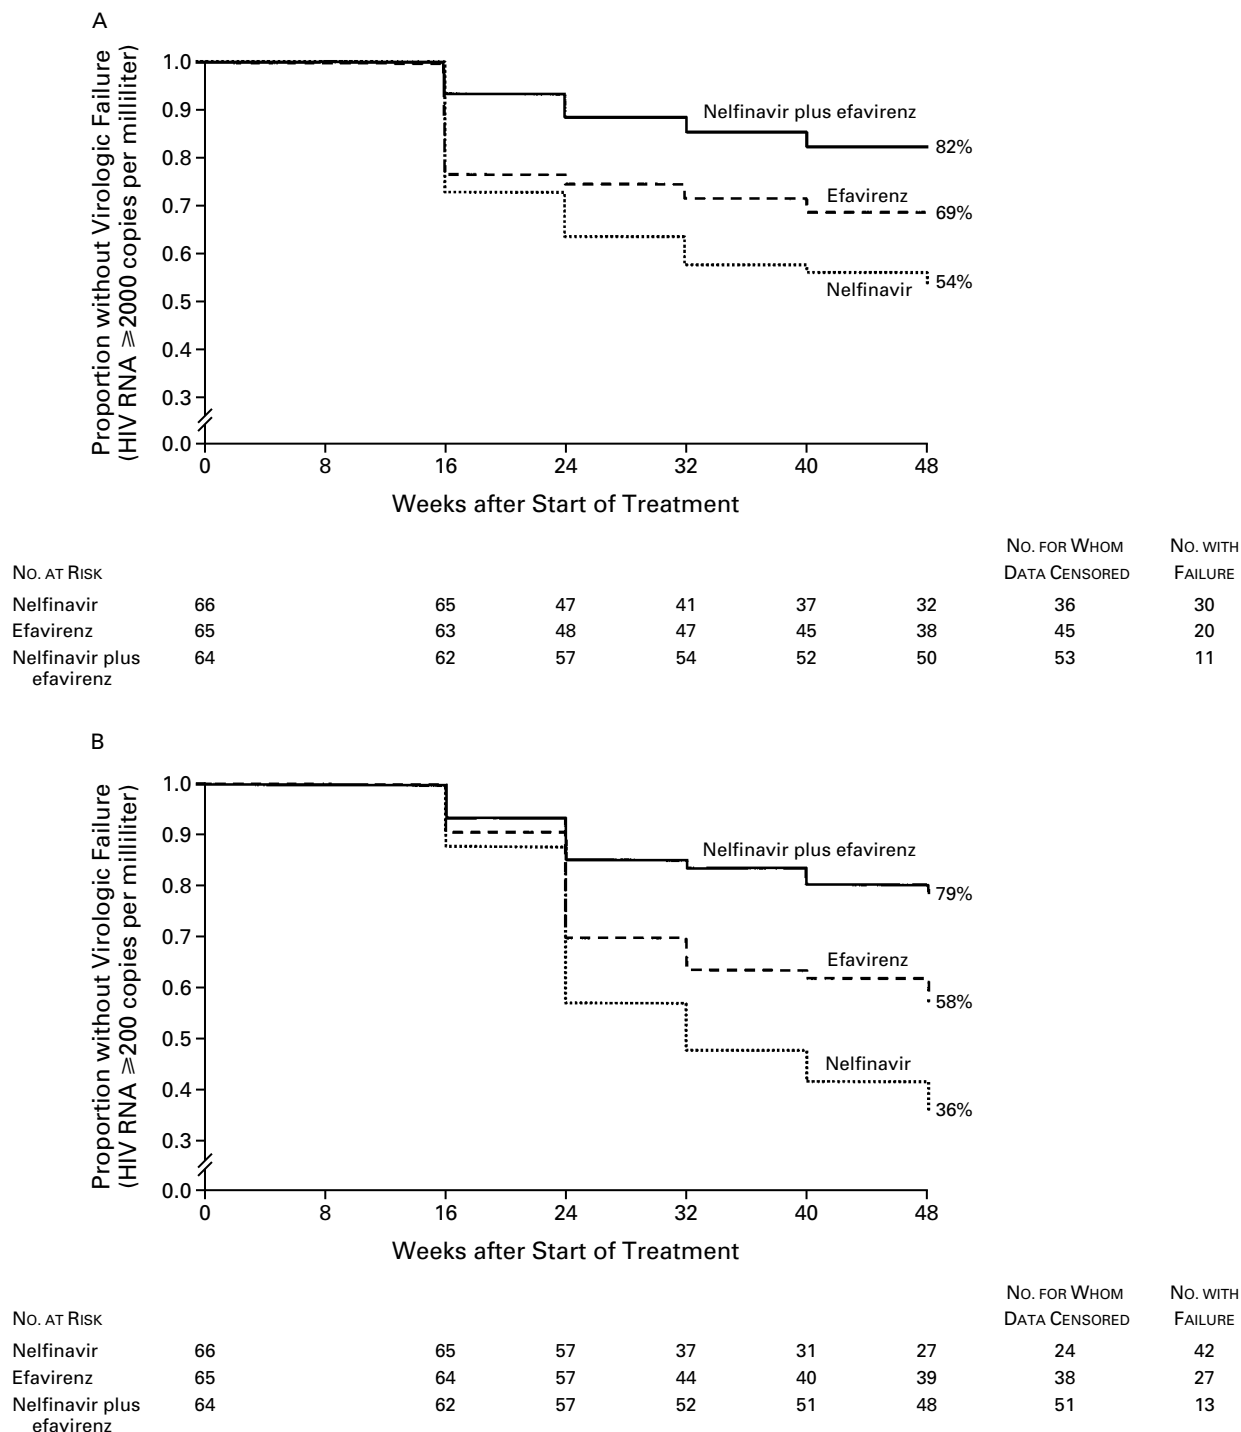 A
Proportion without Virologic Failure
(HIV RNA ⩾2000 copies per milliliter)
1.0
0.9
0.8
0.7
0.6
0.5
0.4
0.3
0.0
Nelfinavir plus efavirenz
82%
Efavirenz
69%
Nelfinavir
54%
0 8 16 24 32 40 48
Weeks after Start of Treatment
NO. FOR WHOM NO. WITH
NO. AT RISK DATA CENSORED FAILURE
Nelfinavir 66 65 47 41 37 32 36 30
Efavirenz 65 63 48 47 45 38 45 20
Nelfinavir plus 64 62 57 54 52 50 53 11
efavirenz
B
Proportion without Virologic Failure
(HIV RNA ⩾200 copies per milliliter)
1.0
0.9
0.8
0.7
0.6
0.5
0.4
0.3
0.0
Nelfinavir plus efavirenz
79%
Efavirenz
58%
Nelfinavir
36%
0 8 16 24 32 40 48
Weeks after Start of Treatment
NO. FOR WHOM NO. WITH
NO. AT RISK DATA CENSORED FAILURE
Nelfinavir 66 65 57 37 31 27 24 42
Efavirenz 65 64 57 44 40 39 38 27
Nelfinavir plus 64 62 57 52 51 48 51 13
efavirenz